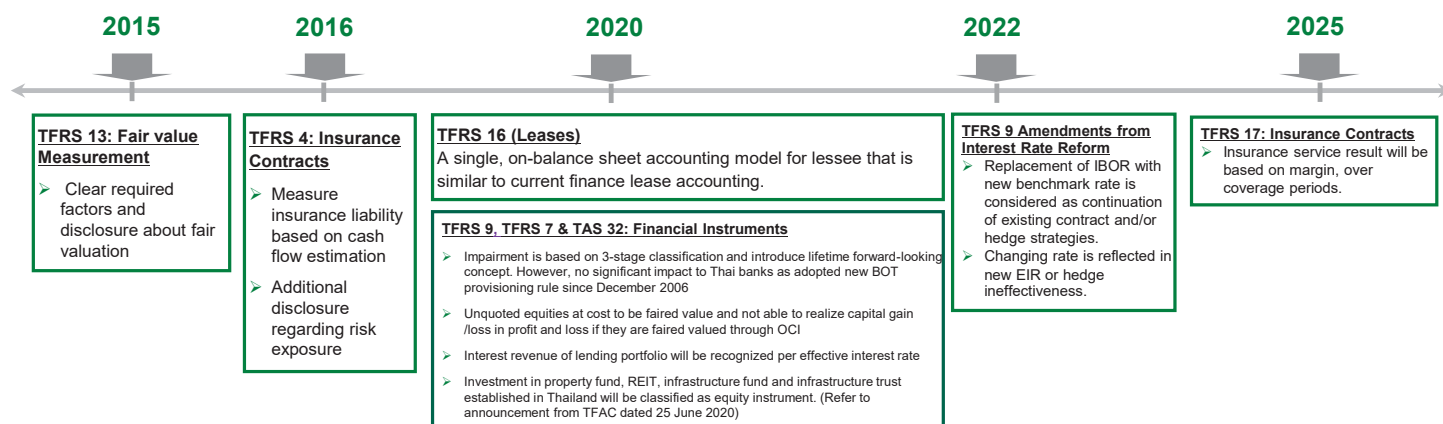 2015
2016
2020
2022
2025
TFRS 13: Fair value
Measurement
➢ Clear required
factors and
disclosure about fair
valuation
TFRS 4: Insurance
Contracts
➢ Measure
insurance liability
based on cash
flow estimation
➢ Additional
disclosure
regarding risk
exposure
TFRS 16 (Leases)
A single, on-balance sheet accounting model for lessee that is
similar to current finance lease accounting.
TFRS 9, TFRS 7 & TAS 32: Financial Instruments
➢ Impairment is based on 3-stage classification and introduce lifetime forward-looking
concept. However, no significant impact to Thai banks as adopted new BOT
provisioning rule since December 2006
➢ Unquoted equities at cost to be faired value and not able to realize capital gain
/loss in profit and loss if they are faired valued through OCI
➢ Interest revenue of lending portfolio will be recognized per effective interest rate
➢ Investment in property fund, REIT, infrastructure fund and infrastructure trust
established in Thailand will be classified as equity instrument. (Refer to
announcement from TFAC dated 25 June 2020)
TFRS 9 Amendments from
Interest Rate Reform
➢ Replacement of IBOR with
new benchmark rate is
considered as continuation
of existing contract and/or
hedge strategies.
➢ Changing rate is reflected in
new EIR or hedge
ineffectiveness.
TFRS 17: Insurance Contracts
➢ Insurance service result will be
based on margin, over
coverage periods.